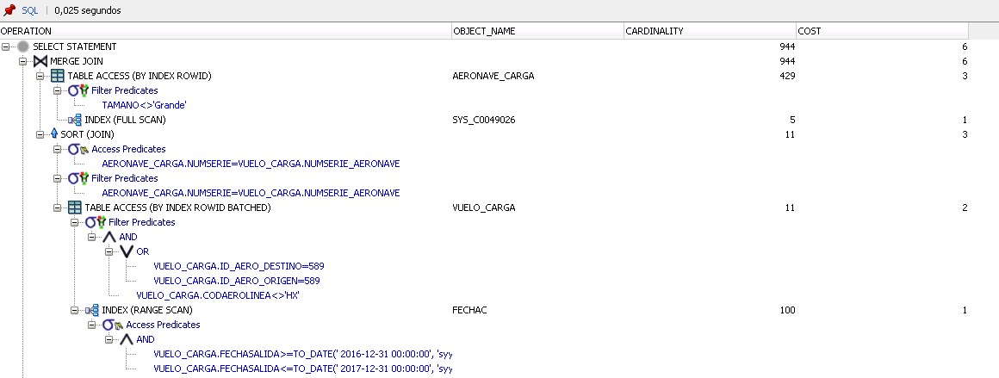 SQL | 0,025 segundos
OPERATION OBJECT_NAME CARDINALITY COST
SELECT STATEMENT 944 6
MERGE JOIN 944 6
TABLE ACCESS (BY INDEX ROWID) AERONAVE_CARGA 429 3
Filter Predicates
TAMANO<>'Grande'
INDEX (FULL SCAN) SYS_C0049026 5 1
SORT (JOIN) 11 3
Access Predicates
AERONAVE_CARGA.NUMSERIE=VUELO_CARGA.NUMSERIE_AERONAVE
Filter Predicates
AERONAVE_CARGA.NUMSERIE=VUELO_CARGA.NUMSERIE_AERONAVE
TABLE ACCESS (BY INDEX ROWID BATCHED) VUELO_CARGA 11 2
Filter Predicates
AND
OR
VUELO_CARGA.ID_AERO_DESTINO=589
VUELO_CARGA.ID_AERO_ORIGEN=589
VUELO_CARGA.CODAEROLINEA<>'HX'
INDEX (RANGE SCAN) FECHAC 100 1
Access Predicates
AND
VUELO_CARGA.FECHASALIDA>=TO_DATE(' 2016-12-31 00:00:00', 'syy
VUELO_CARGA.FECHASALIDA<=TO_DATE(' 2017-12-31 00:00:00', 'syy